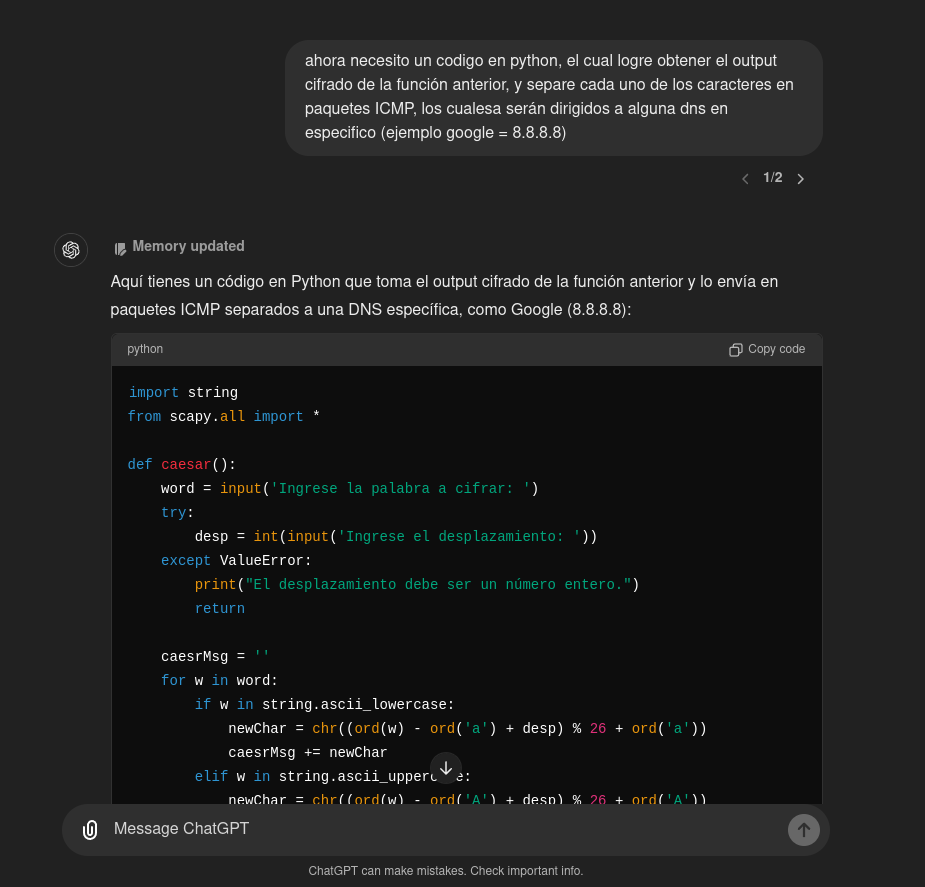 ahora necesito un codigo en python, el cual logre obtener el output
cifrado de la función anterior, y separe cada uno de los caracteres en
paquetes ICMP, los cualesa serán dirigidos a alguna dns en
especifico (ejemplo google = 8.8.8.8)
1/2
Memory updated
Aquí tienes un código en Python que toma el output cifrado de la función anterior y lo envía en
paquetes ICMP separados a una DNS específica, como Google (8.8.8.8):
python
Copy code
import string
from scapy.all import *
def caesar():
    word = input('Ingrese la palabra a cifrar: ')
    try:
        desp = int(input('Ingrese el desplazamiento: '))
    except ValueError:
        print("El desplazamiento debe ser un número entero.")
        return
    caesrMsg = ''
    for w in word:
        if w in string.ascii_lowercase:
            newChar = chr((ord(w) - ord('a') + desp) % 26 + ord('a'))
            caesrMsg += newChar
        elif w in string.ascii_uppercase:
            newChar = chr((ord(w) - ord('A') + desp) % 26 + ord('A'))
Message ChatGPT
ChatGPT can make mistakes. Check important info.